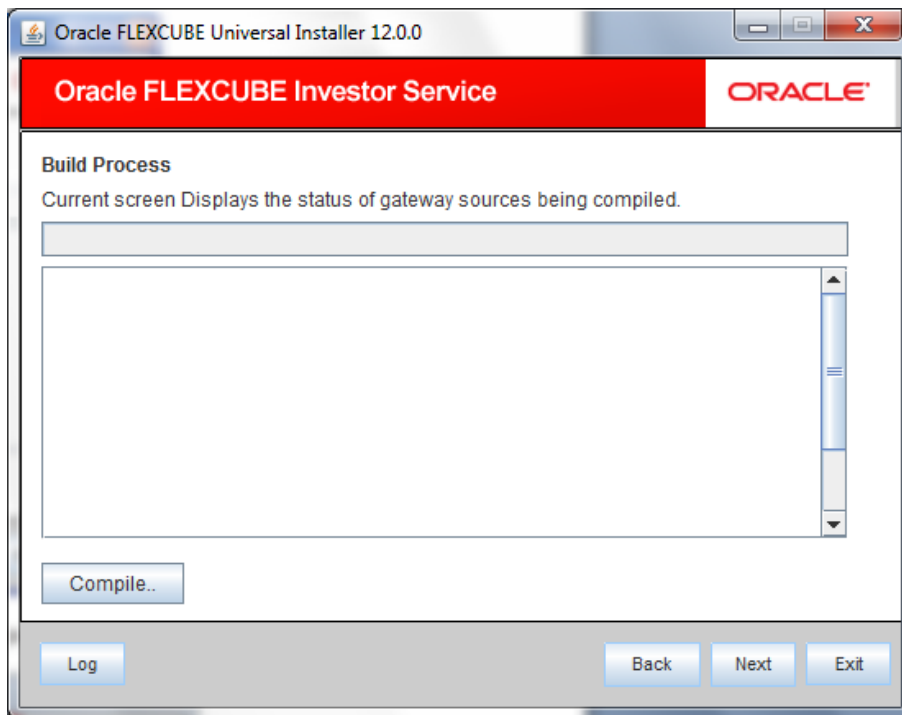 Oracle FLEXCUBE Universal Installer 12.0.0
Oracle FLEXCUBE Investor Service
ORACLE
Build Process
Current screen Displays the status of gateway sources being compiled.
Compile..
Log
Back
Next
Exit